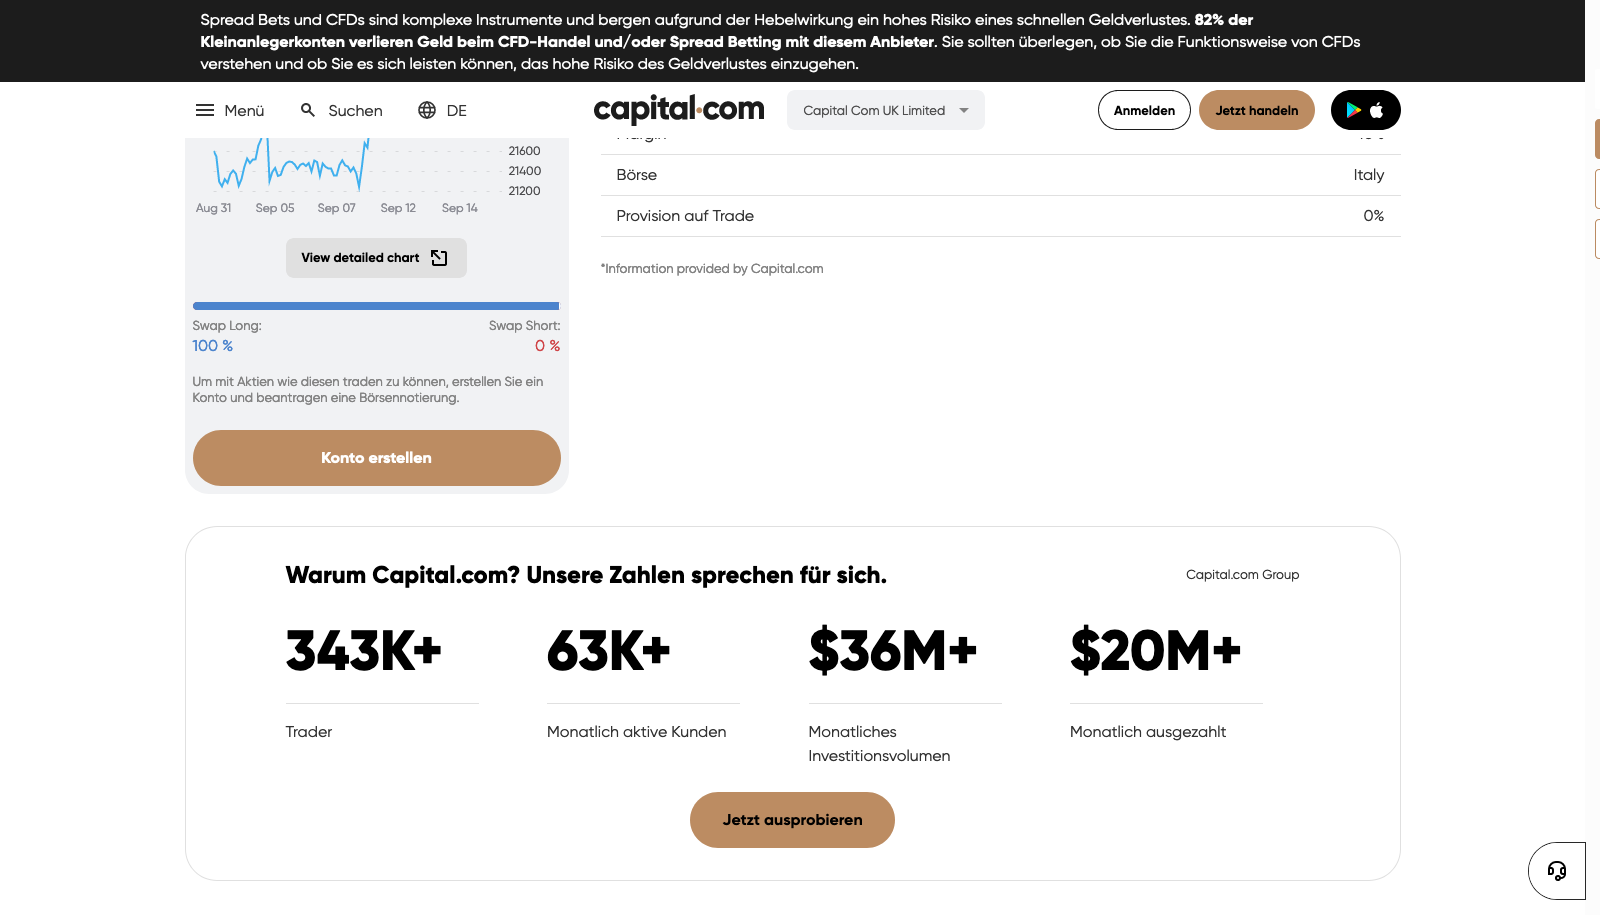 Spread Bets und CFDs sind komplexe Instrumente und bergen aufgrund der Hebelwirkung ein hohes Risiko eines schnellen Geldverlustes. 82% der
Kleinanlegerkonten verlieren Geld beim CFD-Handel und/oder Spread Betting mit diesem Anbieter. Sie sollten überlegen, ob Sie die Funktionsweise von CFDs
verstehen und ob Sie es sich leisten können, das hohe Risiko des Geldverlustes einzugehen.
Menü
Suchen
DE
capital.com
Capital Com UK Limited
Anmelden
Jetzt handeln
21600
21400
21200
Aug 31 Sep 05 Sep 07 Sep 12 Sep 14
View detailed chart
Swap Long: Swap Short:
100 % 0 %
Um mit Aktien wie diesen traden zu können, erstellen Sie ein
Konto und beantragen eine Börsennotierung.
Konto erstellen
Börse Italy
Provision auf Trade 0%
*Information provided by Capital.com
Warum Capital.com? Unsere Zahlen sprechen für sich.
Capital.com Group
343K+ 63K+ $36M+ $20M+
Trader
Monatlich aktive Kunden
Monatliches
Investitionsvolumen
Monatlich ausgezahlt
Jetzt ausprobieren